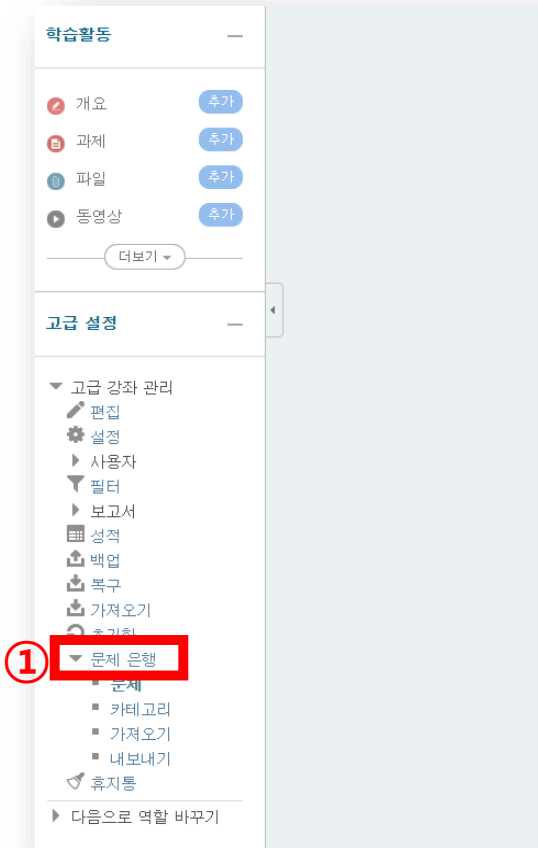 학습활동
개요 추가
과제 추가
파일 추가
동영상 추가
더보기
고급 설정
고급 강좌 관리
편집
설정
사용자
필터
보고서
성적
백업
복구
가져오기
초기화
① 문제 은행
문제
카테고리
가져오기
내보내기
휴지통
다음으로 역할 바꾸기